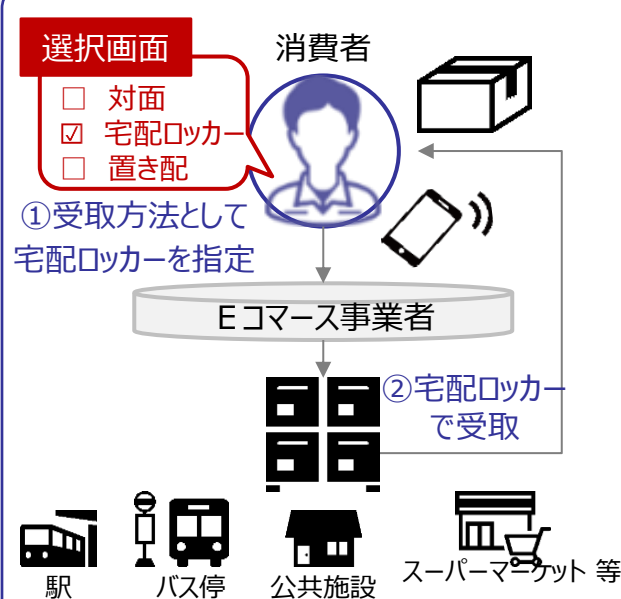 選択画面
消費者
□ 対面
☑ 宅配ロッカー
□ 置き配
①受取方法として
宅配ロッカーを指定
Eコマース事業者
②宅配ロッカー
で受取
駅
バス停
公共施設
スーパーマーケット 等